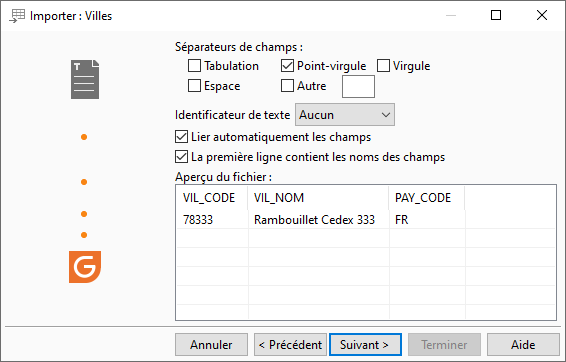 Importer : Villes
Séparateurs de champs :
Tabulation Point-virgule Virgule
Espace Autre
Identificateur de texte Aucun
Lier automatiquement les champs
La première ligne contient les noms des champs
Aperçu du fichier :
VIL_CODE VIL_NOM PAY_CODE
78333 Rambouillet Cedex 333 FR
Annuler < Précédent Suivant > Terminer Aide